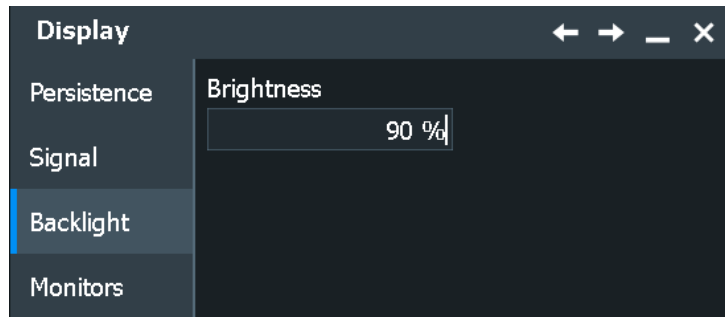 Display
Persistence
Signal
Backlight
Monitors
Brightness
90 %